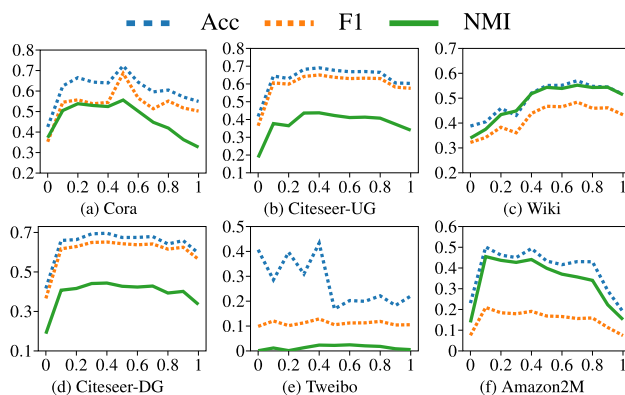 Acc F1 NMI
0.8 0.8 0.6
0.7 0.7
0.6 0.6 0.5
0.5 0.5 0.4
0.4 0.4
0.3 0.3 0.3
0.2 0.2 0.2
0 0.2 0.4 0.6 0.8 1 0 0.2 0.4 0.6 0.8 1 0 0.2 0.4 0.6 0.8 1
(a) Cora (b) Citeseer-UG (c) Wiki
0.7 0.5 0.6
0.4 0.5
0.5 0.3 0.4
0.3 0.2 0.3
0.1 0.2
0.1
0.1 0 0
0 0.2 0.4 0.6 0.8 1 0 0.2 0.4 0.6 0.8 1 0 0.2 0.4 0.6 0.8 1
(d) Citeseer-DG (e) Tweibo (f) Amazon2M